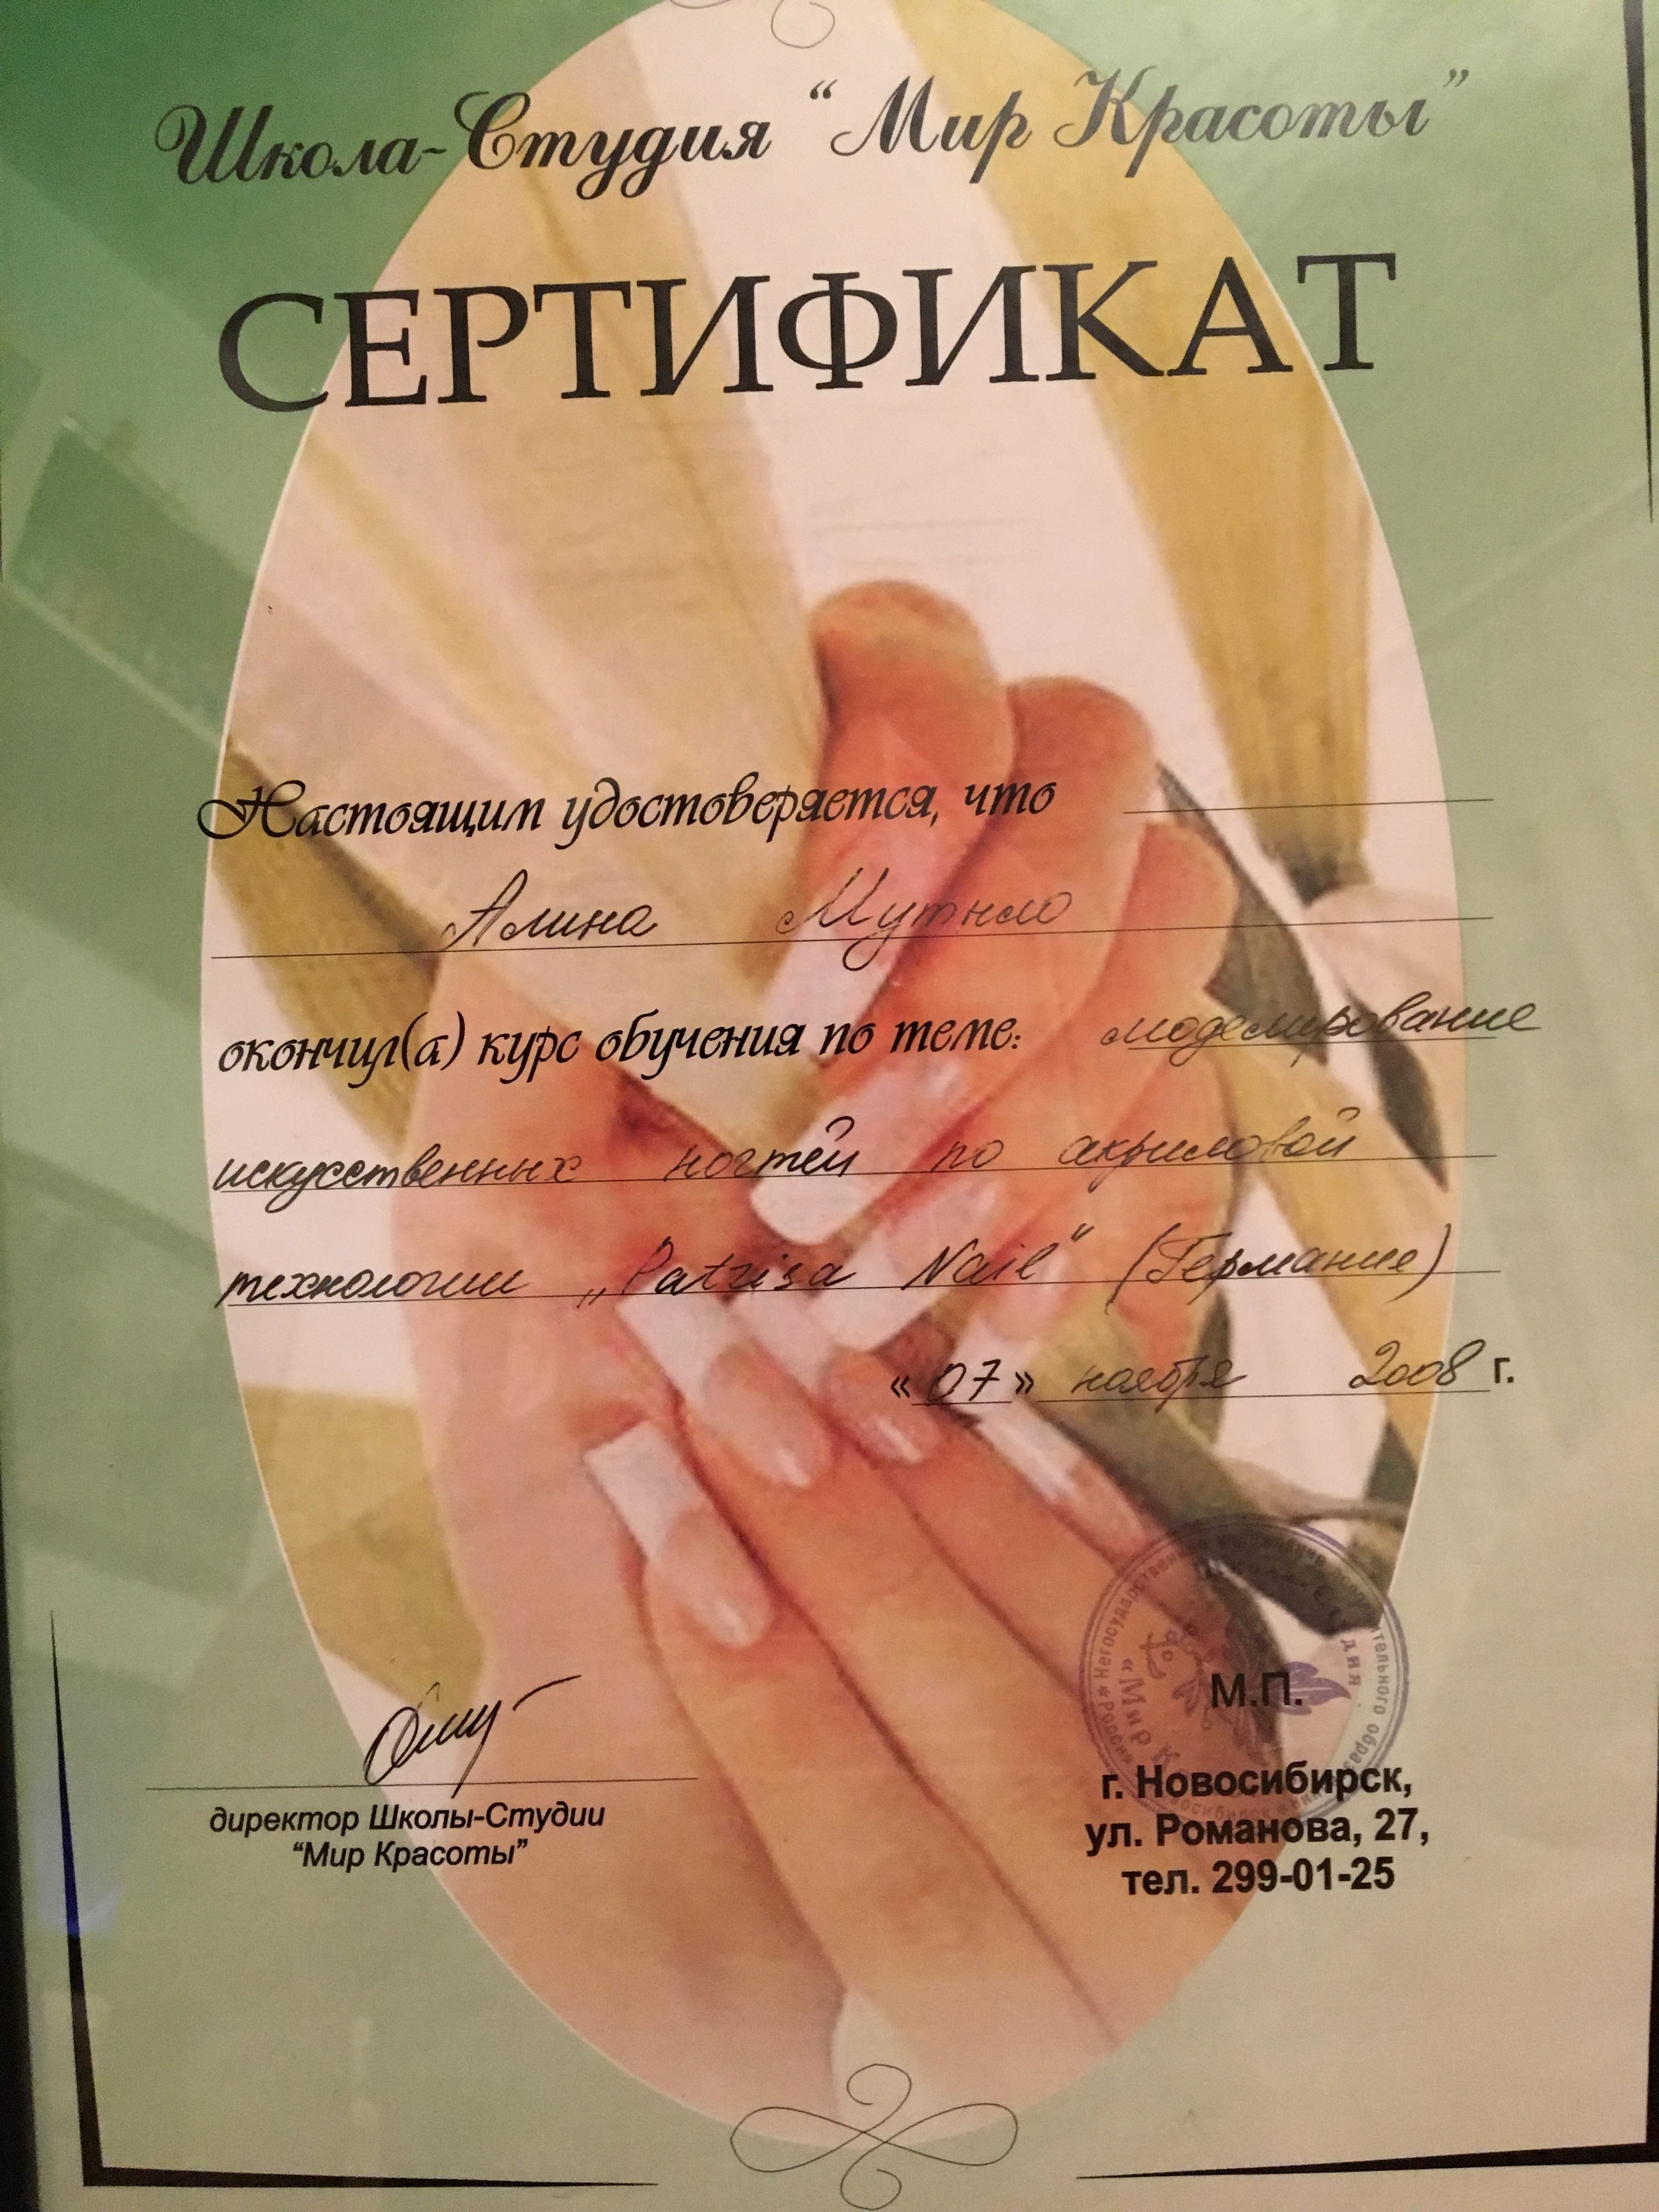 Школа-Студия “Мир Красоты”
СЕРТИФИКАТ
Настоящим удостоверяется, что
Алина Мутнло
окончил(а) курс обучения по теме: моделирование
искусственных ногтей по акриловой
технологии „Patrisa Nail“ (Германие)
«07» ноября 2008 г.
М.П.
директор Школы-Студии
“Мир Красоты”
г. Новосибирск,
ул. Романова, 27,
тел. 299-01-25